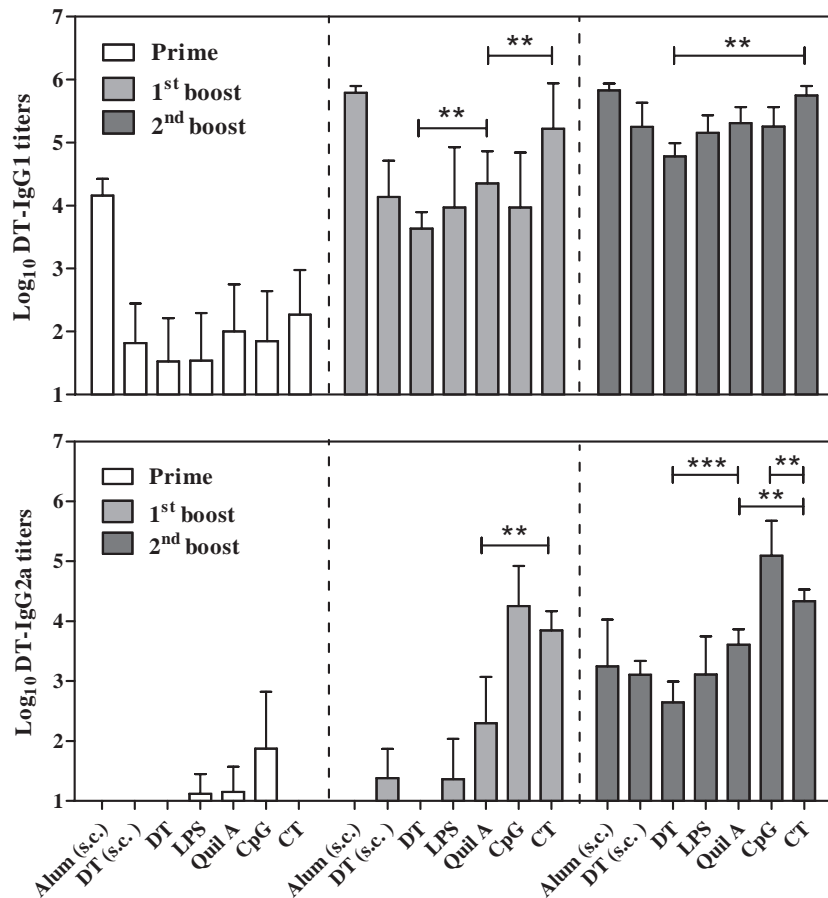 Log10 DT-IgG1 titers
7
6
5
4
3
2
1
Prime
1st boost
2nd boost
**
**
**
Log10 DT-IgG2a titers
7
6
5
4
3
2
1
Prime
1st boost
2nd boost
**
***
**
**
Alum (s.c.)
DT (s.c. )
DT
LPS
Quil A
CpG
CT
Alum (s.c.)
DT (s.c. )
DT
LPS
Quil A
CpG
CT
Alum (s.c.)
DT (s.c. )
DT
LPS
Quil A
CpG
CT